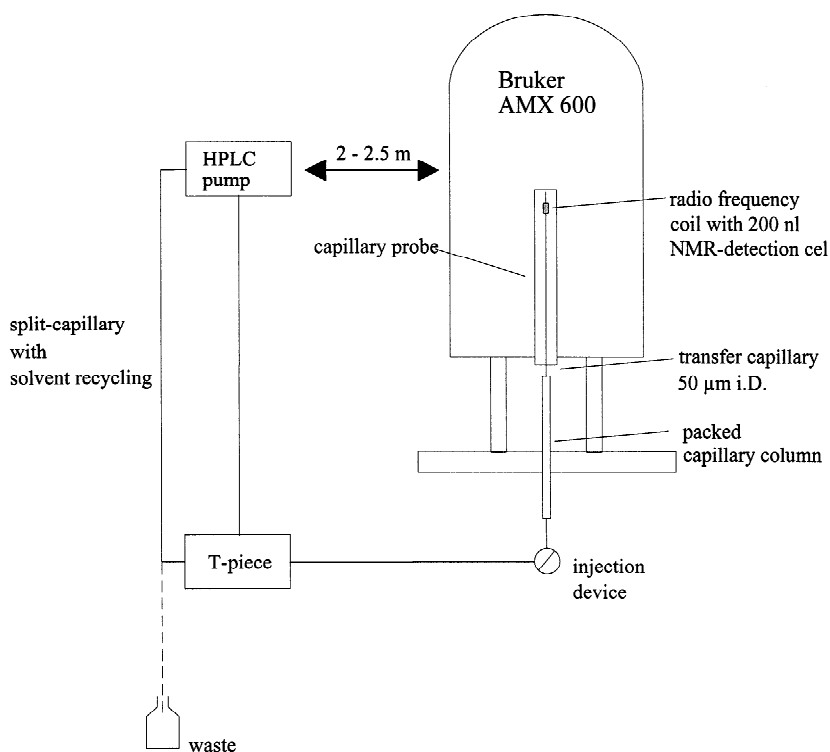 Bruker
AMX 600
HPLC
pump
2 - 2.5 m
radio frequency
coil with 200 nl
NMR-detection cel
capillary probe
split-capillary
with
solvent recycling
transfer capillary
50 µm i.D.
packed
capillary column
T-piece
injection
device
waste